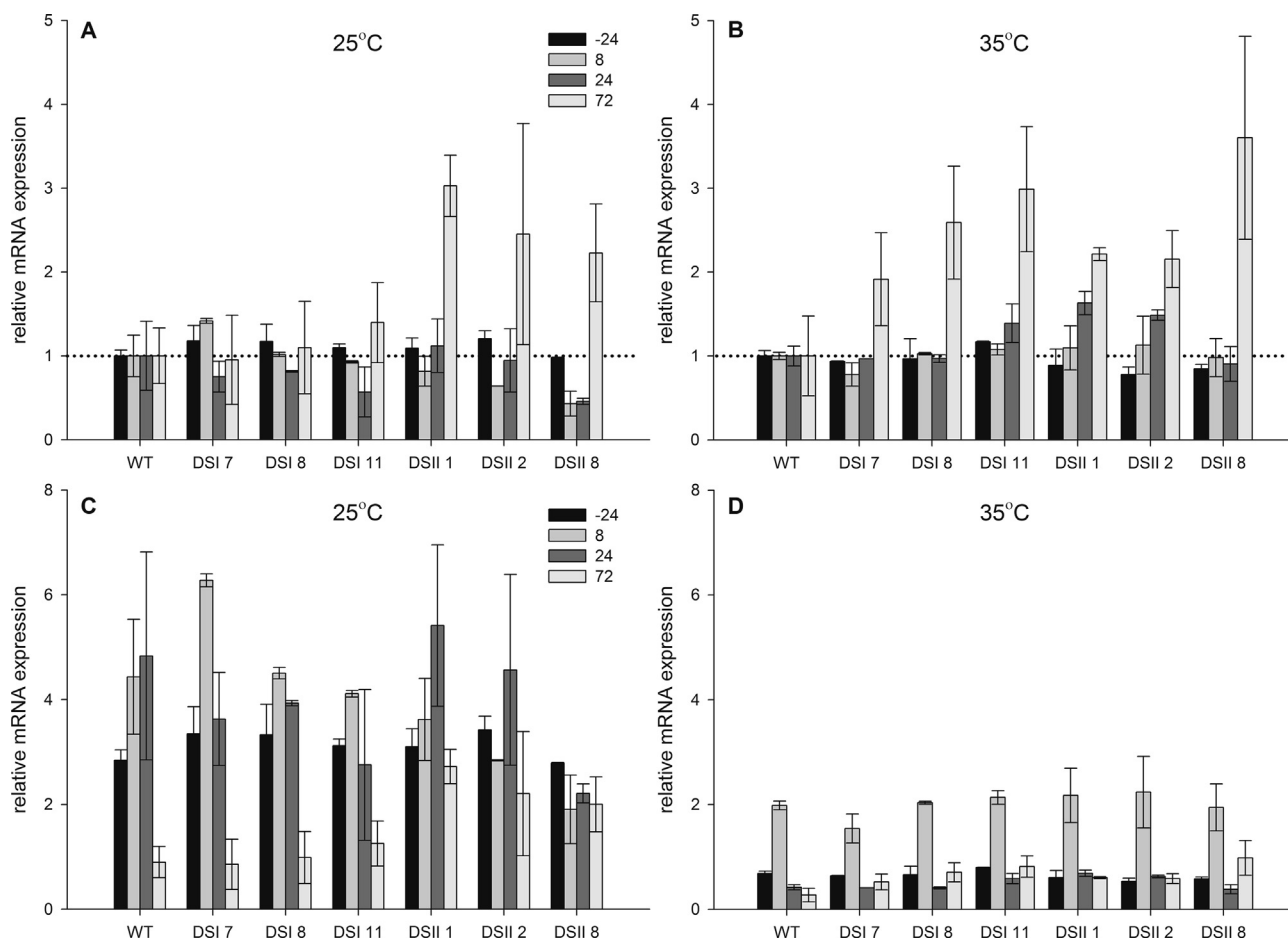 A
25°C
-24
8
24
72
relative mRNA expression
5
4
3
2
1
0
WT DSI 7 DSI 8 DSI 11 DSII 1 DSII 2 DSII 8
B
35°C
relative mRNA expression
5
4
3
2
1
0
WT DSI 7 DSI 8 DSI 11 DSII 1 DSII 2 DSII 8
C
25°C
-24
8
24
72
relative mRNA expression
8
6
4
2
0
WT DSI 7 DSI 8 DSI 11 DSII 1 DSII 2 DSII 8
D
35°C
relative mRNA expression
8
6
4
2
0
WT DSI 7 DSI 8 DSI 11 DSII 1 DSII 2 DSII 8